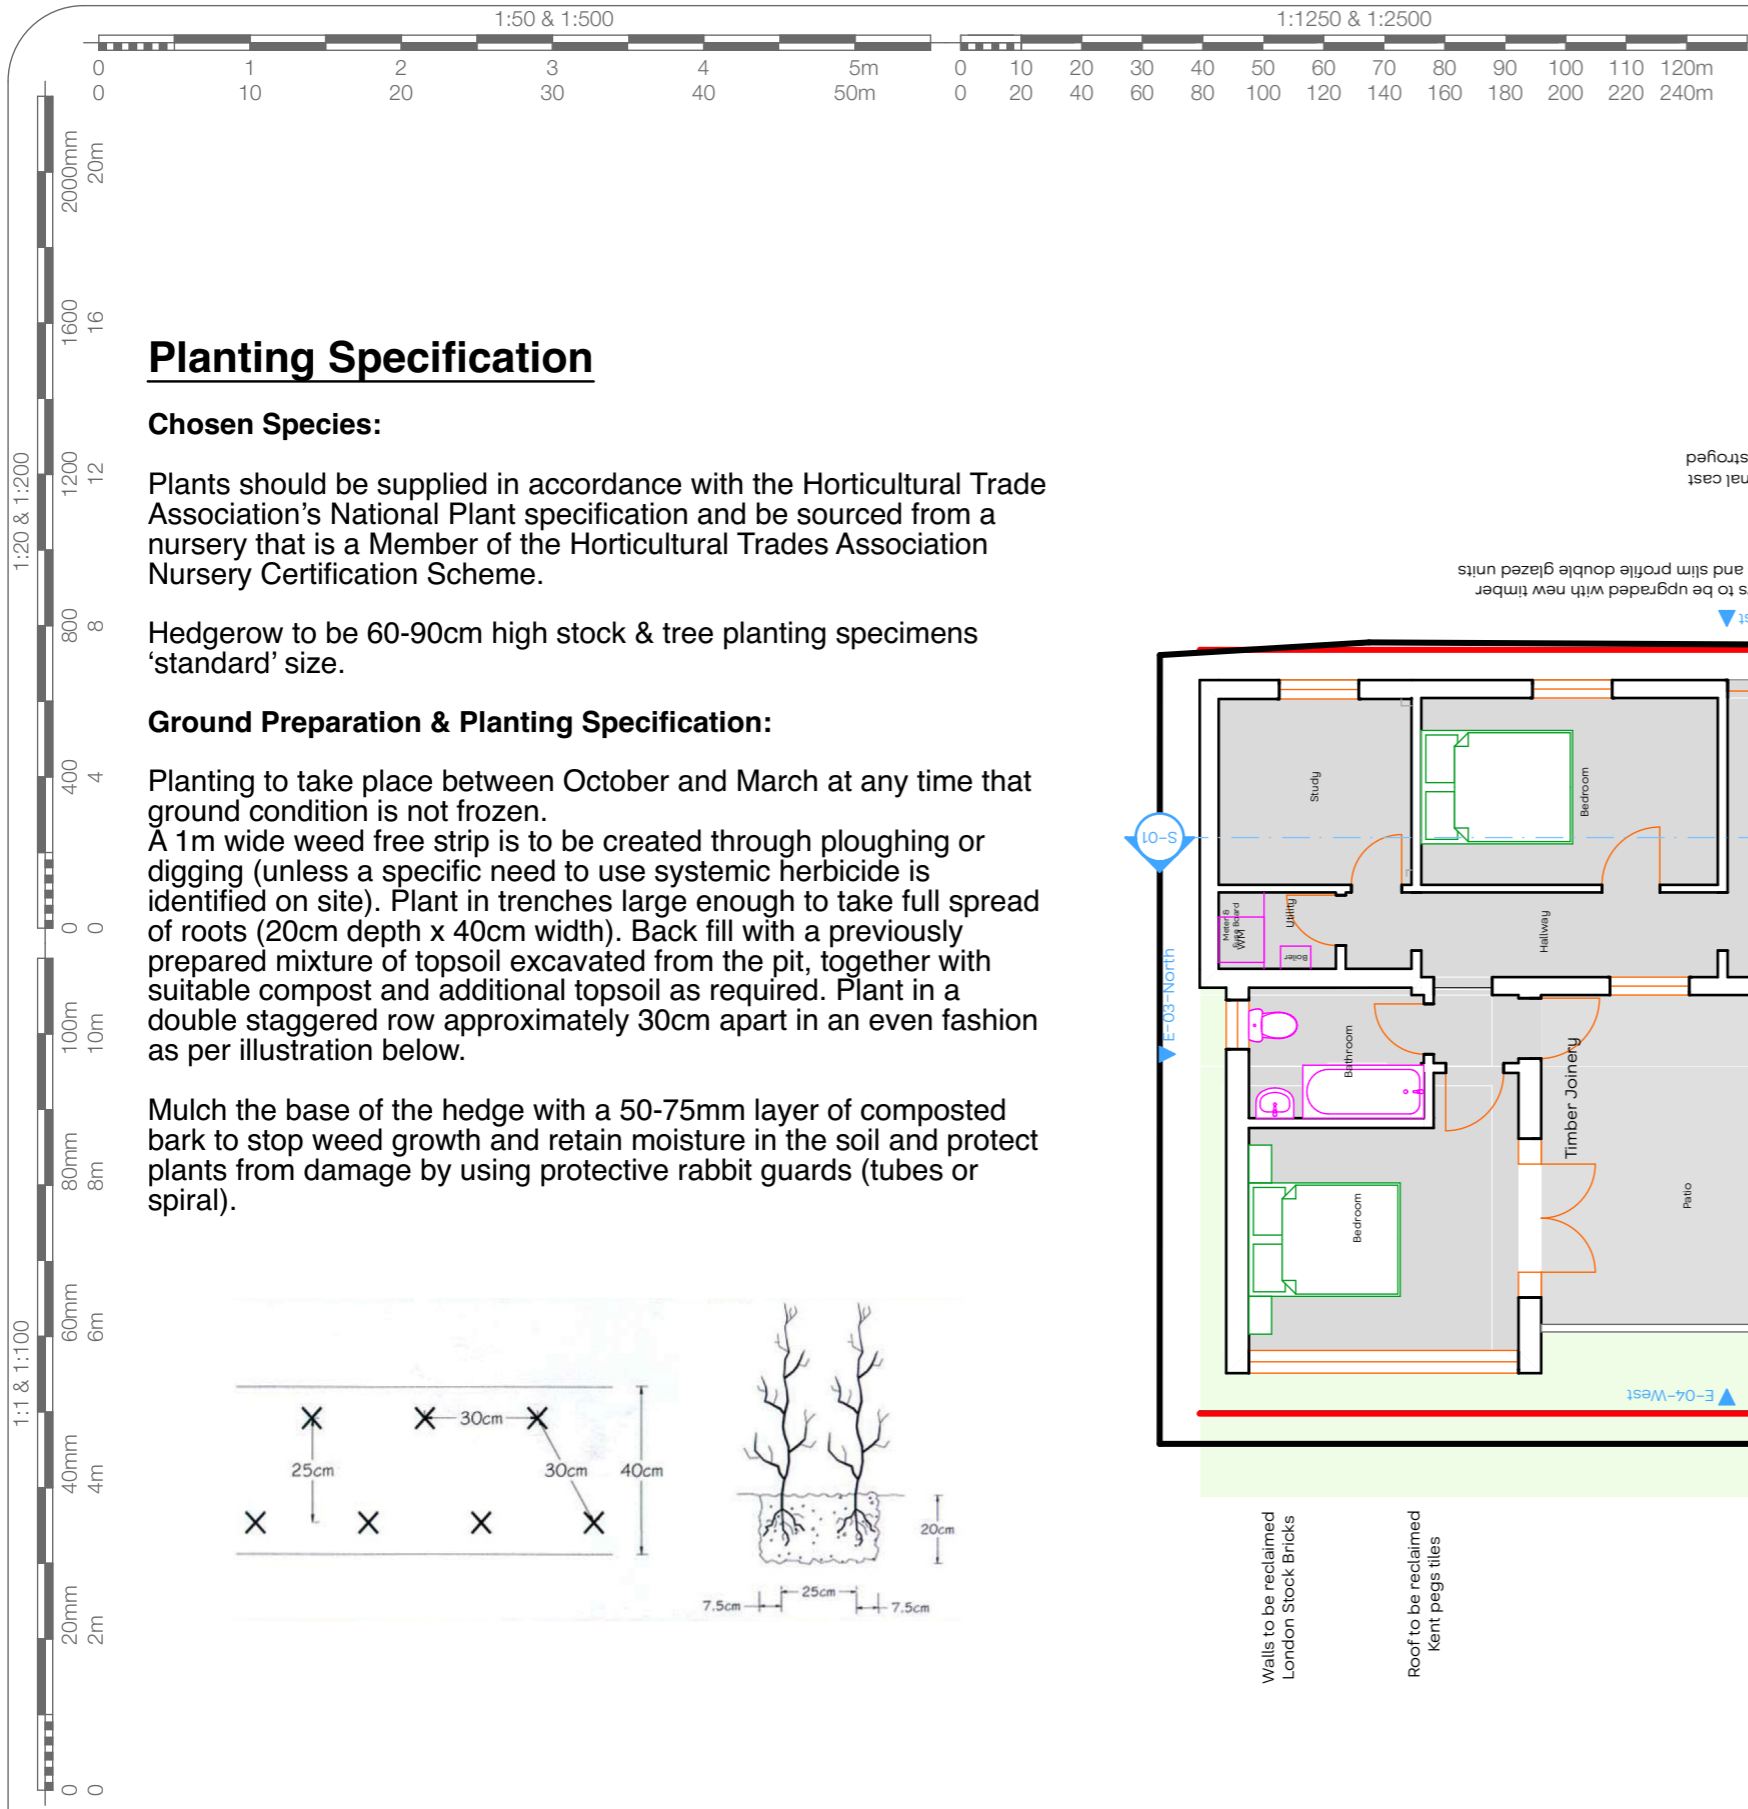 1:50 & 1:500
1:1250 & 1:2500
0 1 2 3 4 5m
0 10 20 30 40 50m
0 10 20 30 40 50 60 70 80 90 100 110 120m
0 20 40 60 80 100 120 140 160 180 200 220 240m
1:20 & 1:200
2000mm 1600 1200 800 400 0
20m 16 12 8 4 0
1:1 & 1:100
100m 80mm 60mm 40mm 20mm 0
10m 8m 6m 4m 2m 0
Planting Specification
Chosen Species:
Plants should be supplied in accordance with the Horticultural Trade
Association's National Plant specification and be sourced from a
nursery that is a Member of the Horticultural Trades Association
Nursery Certification Scheme.
Hedgerow to be 60-90cm high stock & tree planting specimens
‘standard’ size.
Ground Preparation & Planting Specification:
Planting to take place between October and March at any time that
ground condition is not frozen.
A 1m wide weed free strip is to be created through ploughing or
digging (unless a specific need to use systemic herbicide is
identified on site). Plant in trenches large enough to take full spread
of roots (20cm depth x 40cm width). Back fill with a previously
prepared mixture of topsoil excavated from the pit, together with
suitable compost and additional topsoil as required. Plant in a
double staggered row approximately 30cm apart in an even fashion
as per illustration below.
Mulch the base of the hedge with a 50-75mm layer of composted
bark to stop weed growth and retain moisture in the soil and protect
plants from damage by using protective rabbit guards (tubes or
spiral).
30cm
25cm
30cm
40cm
20cm
25cm
7.5cm
7.5cm
cast
to be upgraded with new timber
and slim profile double glazed units
S-01
E-03-North
E-04-West
Study
Bedroom
Meter &
Fuse Board
WM
Utility
Boiler
Hallway
Bathroom
Timber Joinery
Bedroom
Patio
Walls to be reclaimed
London Stock Bricks
Roof to be reclaimed
Kent pegs tiles